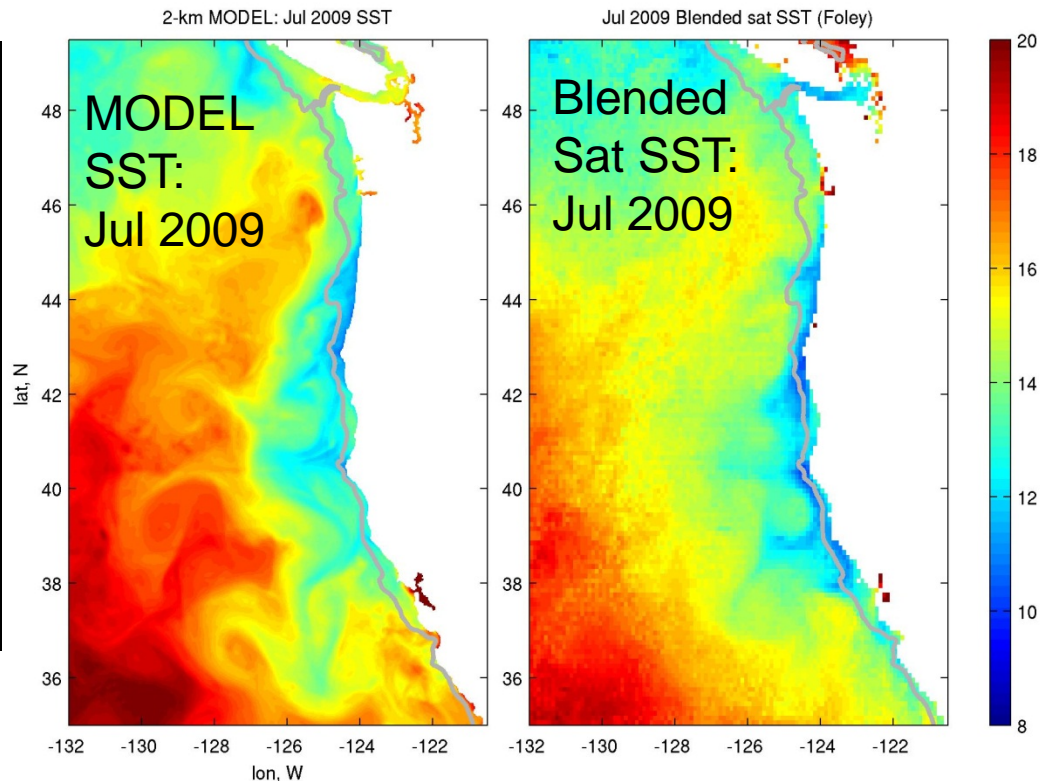 2-km MODEL: Jul 2009 SST
MODEL
SST:
Jul 2009
48
46
44
42
40
38
36
lat, N
-132 -130 -128 -126 -124 -122
lon, W
Jul 2009 Blended sat SST (Foley)
Blended
Sat SST:
Jul 2009
48
46
44
42
40
38
36
-132 -130 -128 -126 -124 -122
20
18
16
14
12
10
8